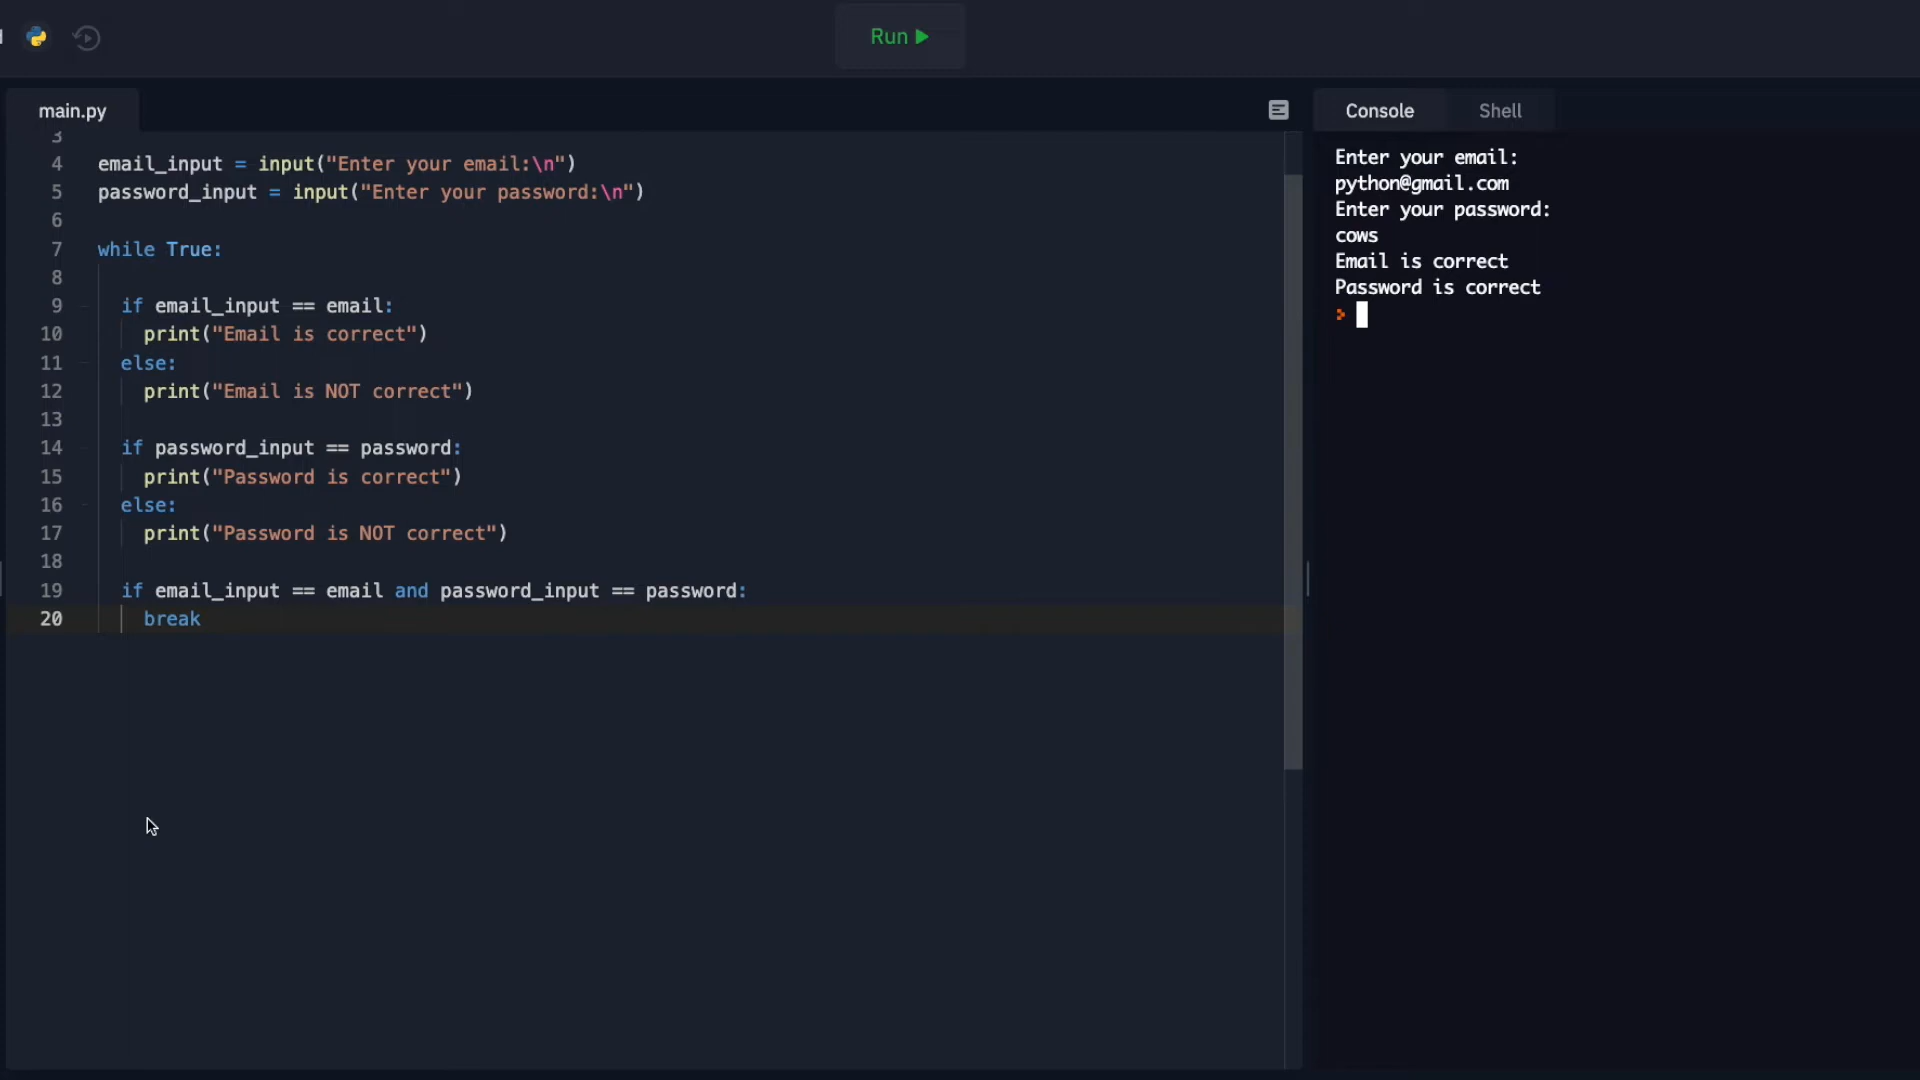 Run
main.py
Console
Shell
3
4 email_input = input("Enter your email:\n")
5 password_input = input("Enter your password:\n")
6
7 while True:
8
9 if email_input == email:
10 print("Email is correct")
11 else:
12 print("Email is NOT correct")
13
14 if password_input == password:
15 print("Password is correct")
16 else:
17 print("Password is NOT correct")
18
19 if email_input == email and password_input == password:
20 break
Enter your email:
python@gmail.com
Enter your password:
cows
Email is correct
Password is correct
>